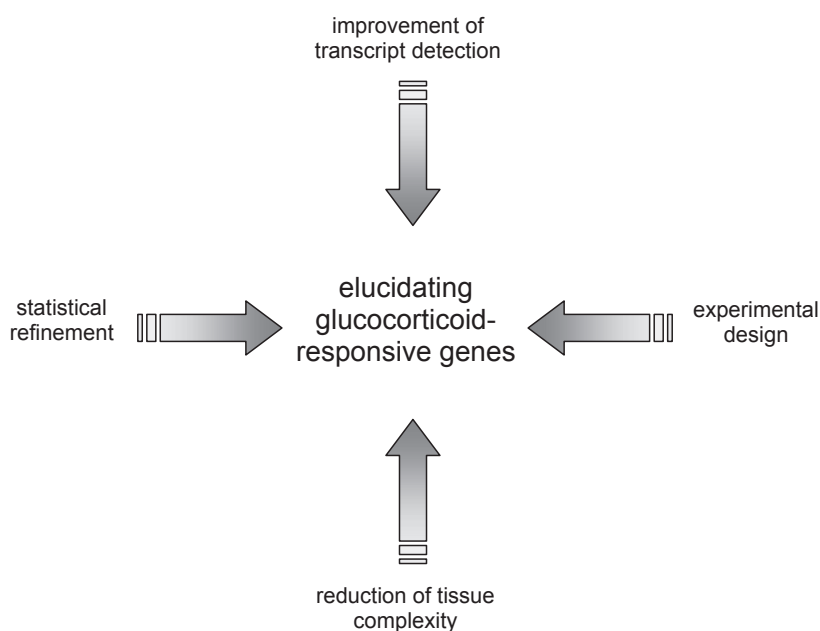 improvement of
transcript detection
statistical
refinement
elucidating
glucocorticoid-
responsive genes
experimental
design
reduction of tissue
complexity